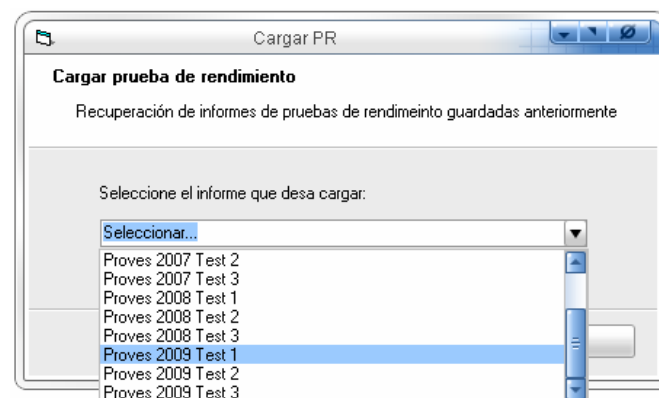 Cargar PR
Cargar prueba de rendimiento
Recuperación de informes de pruebas de rendimeinto guardadas anteriormente
Seleccione el informe que desa cargar:
Seleccionar...
Proves 2007 Test 2
Proves 2007 Test 3
Proves 2008 Test 1
Proves 2008 Test 2
Proves 2008 Test 3
Proves 2009 Test 1
Proves 2009 Test 2
Proves 2009 Test 3